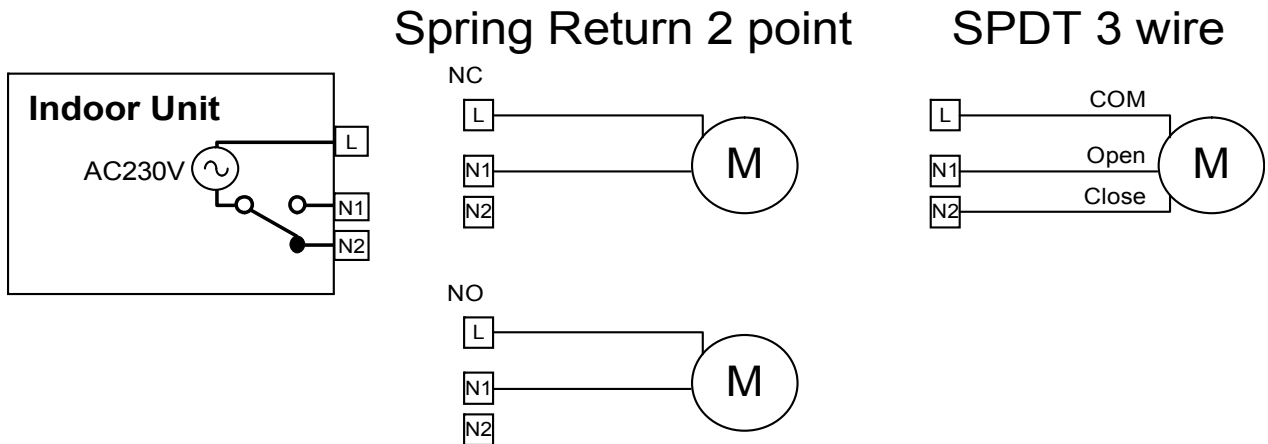 Spring Return 2 point
SPDT 3 wire
Indoor Unit
AC230V
L
N1
N2
NC
L
N1
N2
M
NO
L
N1
N2
M
L
N1
N2
COM
Open
Close
M